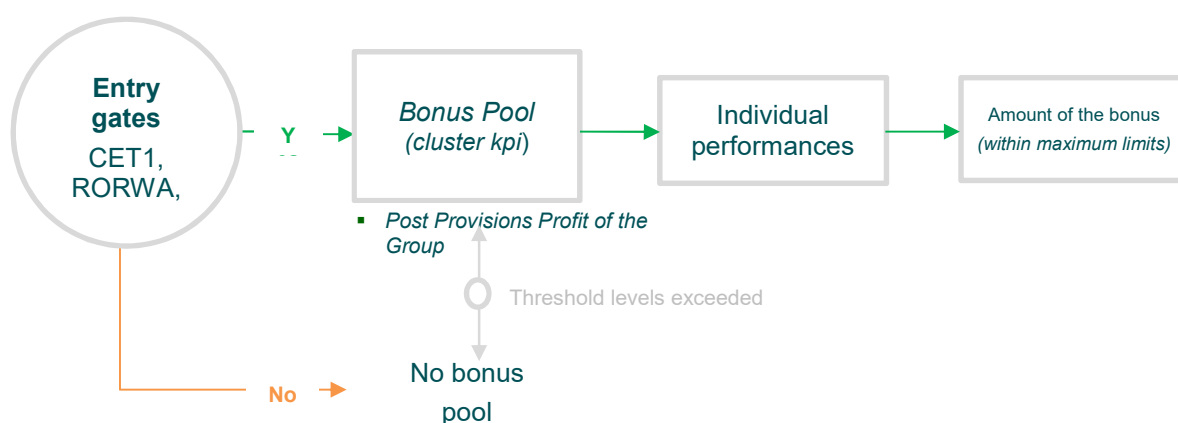 Entry
gates
CET1,
RORWA,
Y
Bonus Pool
(cluster kpi)
Individual
performances
Amount of the bonus
(within maximum limits)
▪ Post Provisions Profit of the
Group
Threshold levels exceeded
No bonus
pool
No